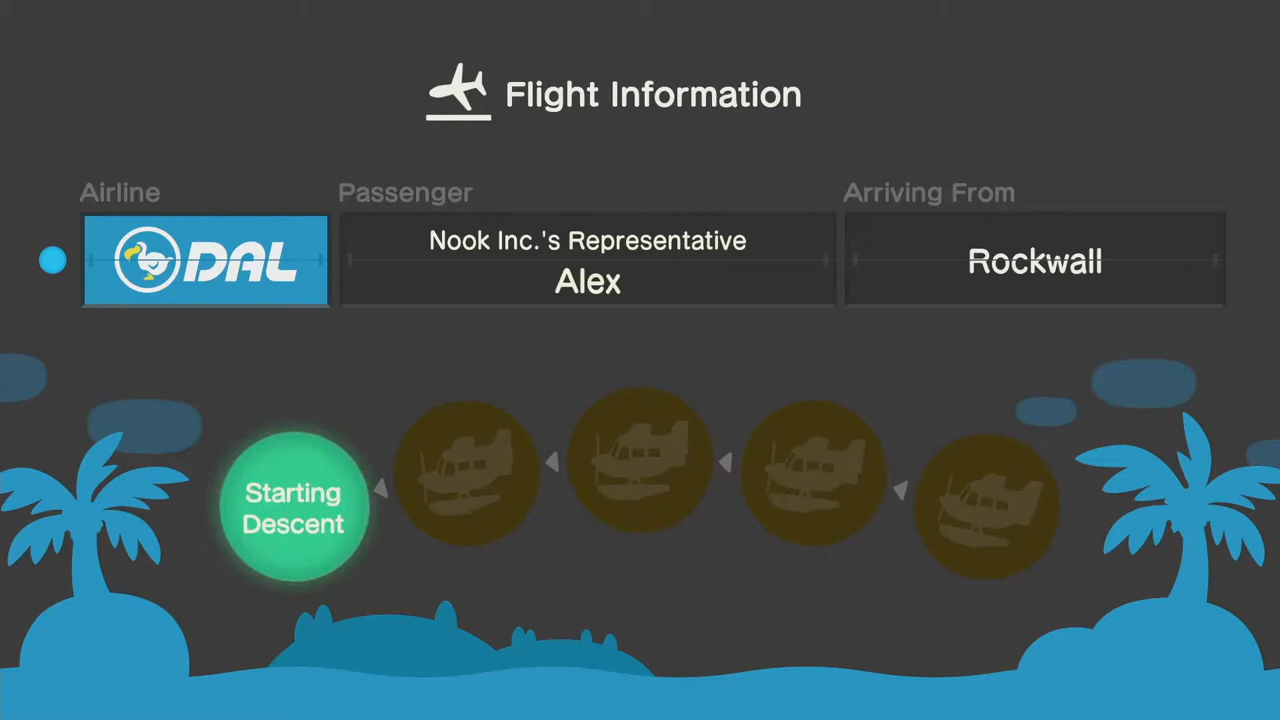 Flight Information
Airline
Passenger
Arriving From
DAL
Nook Inc.'s Representative
Alex
Rockwall
Starting
Descent